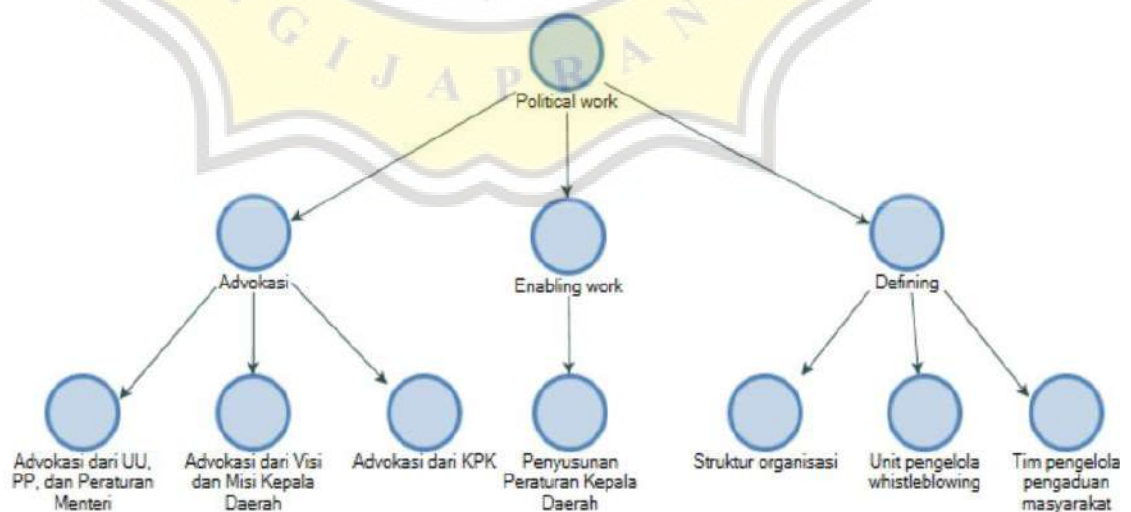 G I J A P R A N
Political work
Advokasi
Enabling work
Defining
Advokasi dari UU,
PP, dan Peraturan
Menteri
Advokasi dari Visi
dan Misi Kepala
Daerah
Advokasi dari KPK
Penyusunan
Peraturan Kepala
Daerah
Struktur organisasi
Unit pengelola
whistleblowing
Tim pengelola
pengaduan
masyarakat